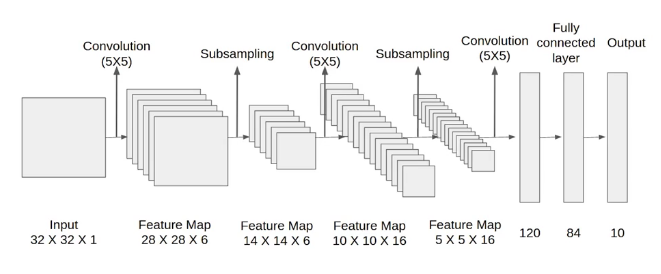 Convolution
(5X5)
Subsampling
Convolution
(5X5)
Subsampling
Convolution
(5X5)
Fully
connected
layer
Output
Input
32 X 32 X 1
Feature Map
28 X 28 X 6
Feature Map
14 X 14 X 6
Feature Map
10 X 10 X 16
Feature Map
5 X 5 X 16
120
84
10